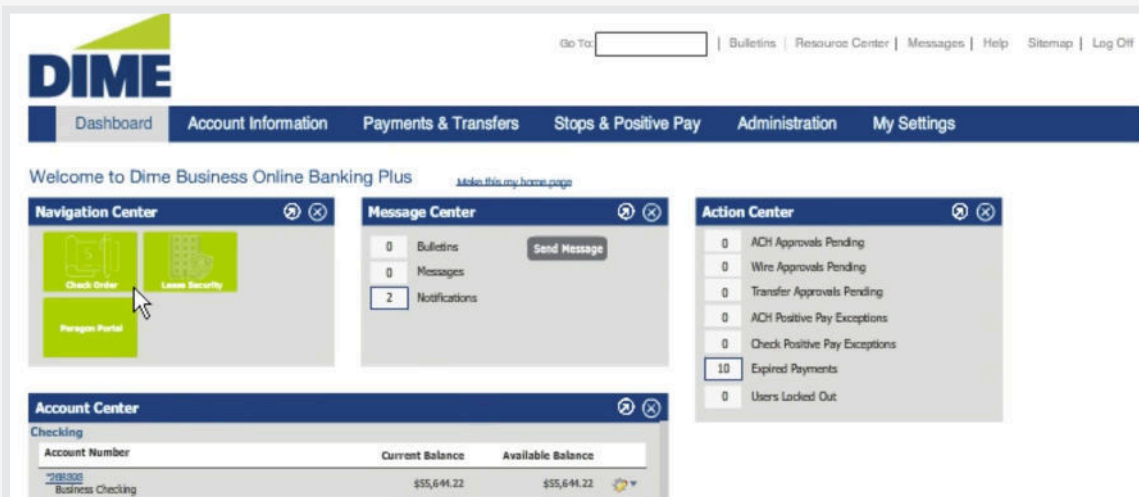 DIME
Go To: | Bulletins | Resource Center | Messages | Help Sitemap | Log Off
Dashboard Account Information Payments & Transfers Stops & Positive Pay Administration My Settings
Welcome to Dime Business Online Banking Plus Make this my home page
Navigation Center
Check Order Lease Security
Paragon Portal
Message Center
0 Bulletins Send Message
0 Messages
2 Notifications
Action Center
0 ACH Approvals Pending
0 Wire Approvals Pending
0 Transfer Approvals Pending
0 ACH Positive Pay Exceptions
0 Check Positive Pay Exceptions
10 Expired Payments
0 Users Locked Out
Account Center
Checking
Account Number Current Balance Available Balance
$55,644.22 $55,644.22
Business Checking